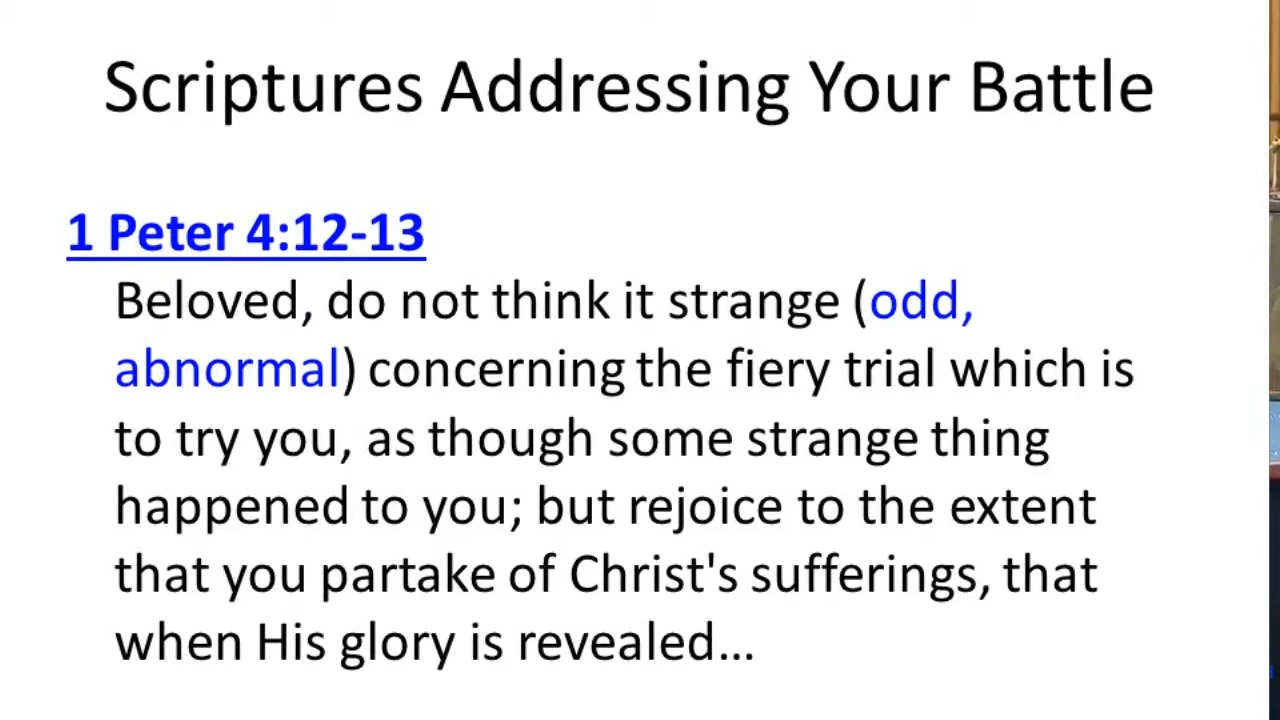 Scriptures Addressing Your Battle
1 Peter 4:12-13
Beloved, do not think it strange (odd,
abnormal) concerning the fiery trial which is
to try you, as though some strange thing
happened to you; but rejoice to the extent
that you partake of Christ's sufferings, that
when His glory is revealed…